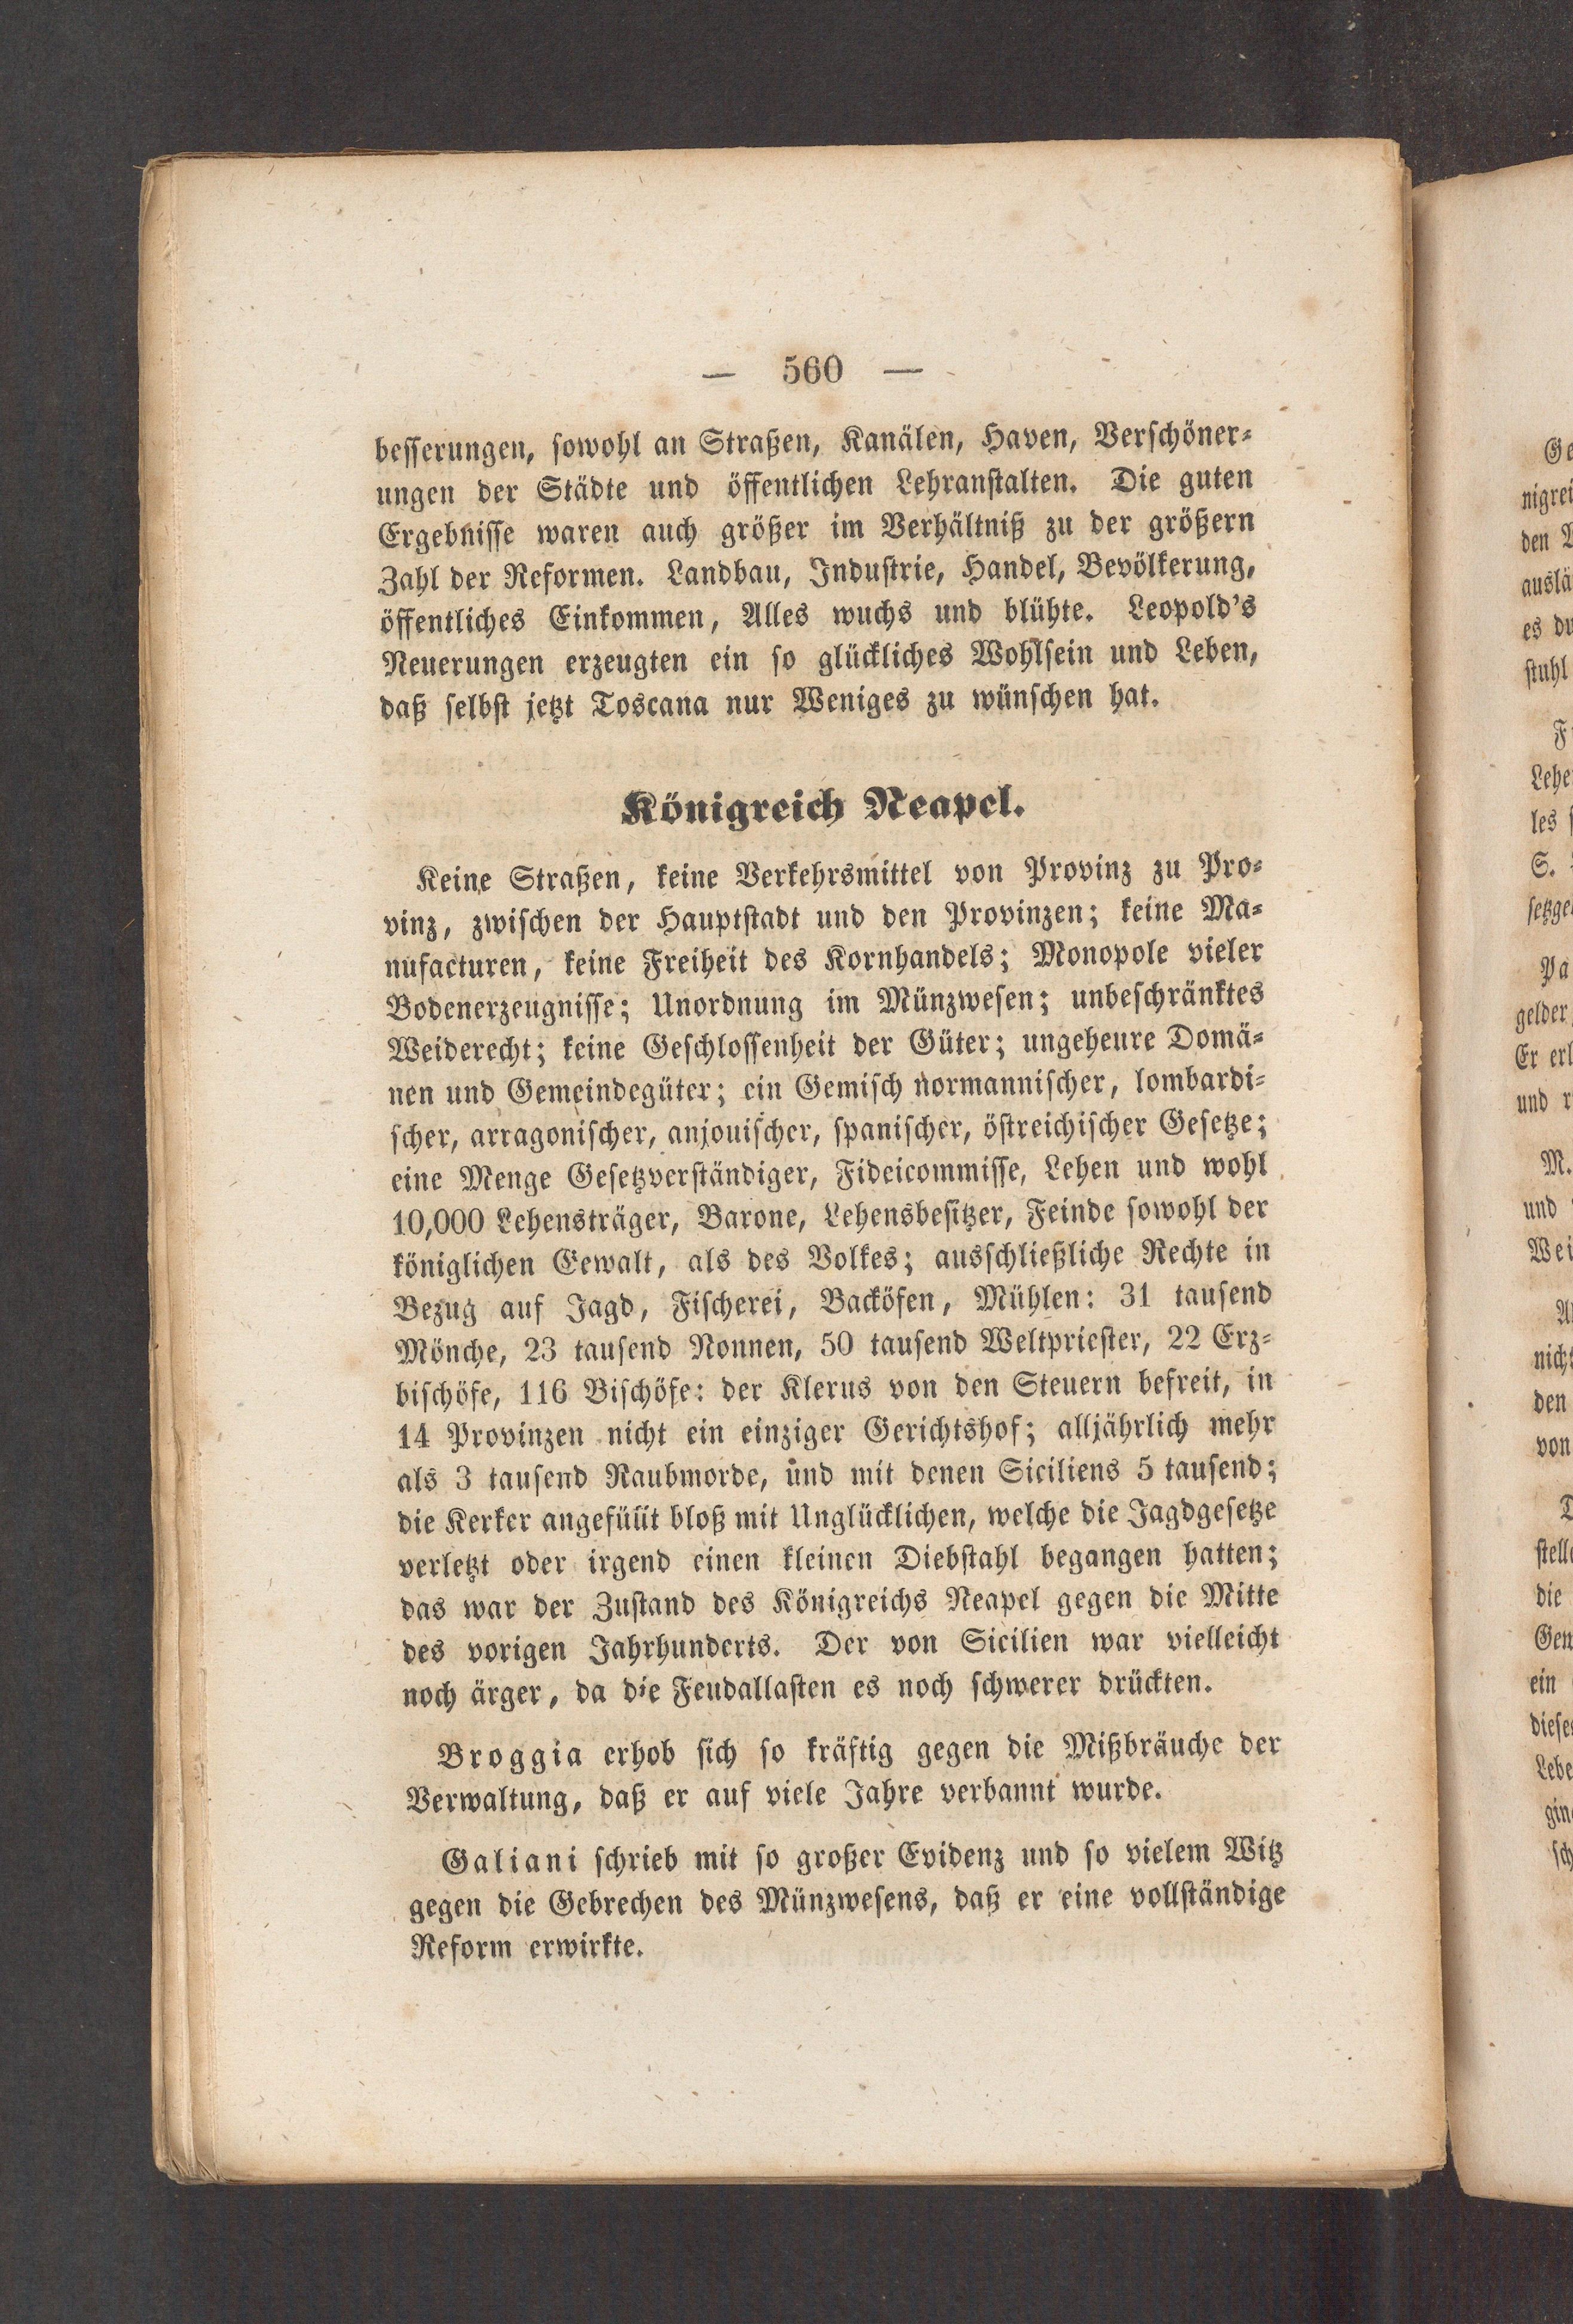 — 560 —
besserungen, sowohl an Straßen, Kanälen, Haven, Verschöner-
ungen der Städte und öffentlichen Lehranstalten. Die guten
Ergebnisse waren auch größer im Verhältniß zu der größern
Zahl der Reformen. Landbau, Industrie, Handel, Bevölkerung,
öffentliches Einkommen, Alles wuchs und blühte. Leopold's
Neuerungen erzeugten ein so glückliches Wohlsein und Leben,
daß selbst jetzt Toscana nur Weniges zu wünschen hat.
Königreich Neapel.
Keine Straßen, keine Verkehrsmittel von Provinz zu Pro-
vinz, zwischen der Hauptstadt und den Provinzen; keine Ma-
nufacturen, keine Freiheit des Kornhandels; Monopole vieler
Bodenerzeugnisse; Unordnung im Münzwesen; unbeschränktes
Weiderecht; keine Geschlossenheit der Güter; ungeheure Domä-
nen und Gemeindegüter; ein Gemisch normannischer, lombardi-
scher, arragonischer, anjouischer, spanischer, östreichischer Gesetze;
eine Menge Gesetzverständiger, Fideicommisse, Lehen und wohl
10,000 Lehensträger, Barone, Lehensbesitzer, Feinde sowohl der
königlichen Gewalt, als des Volkes; ausschließliche Rechte in
Bezug auf Jagd, Fischerei, Backöfen, Mühlen: 31 tausend
Mönche, 23 tausend Nonnen, 50 tausend Weltpriester, 22 Erz-
bischöfe, 116 Bischöfe: der Klerus von den Steuern befreit, in
14 Provinzen nicht ein einziger Gerichtshof; alljährlich mehr
als 3 tausend Raubmorde, und mit denen Siciliens 5 tausend;
die Kerker angefüüt bloß mit Unglücklichen, welche die Jagdgesetze
verletzt oder irgend einen kleinen Diebstahl begangen hatten;
das war der Zustand des Königreichs Neapel gegen die Mitte
des vorigen Jahrhunderts. Der von Sicilien war vielleicht
noch ärger, da die Feudallasten es noch schwerer drückten.
Broggia erhob sich so kräftig gegen die Mißbräuche der
Verwaltung, daß er auf viele Jahre verbannt wurde.
Galiani schrieb mit so großer Evidenz und so vielem Witz
gegen die Gebrechen des Münzwesens, daß er eine vollständige
Reform erwirkte.